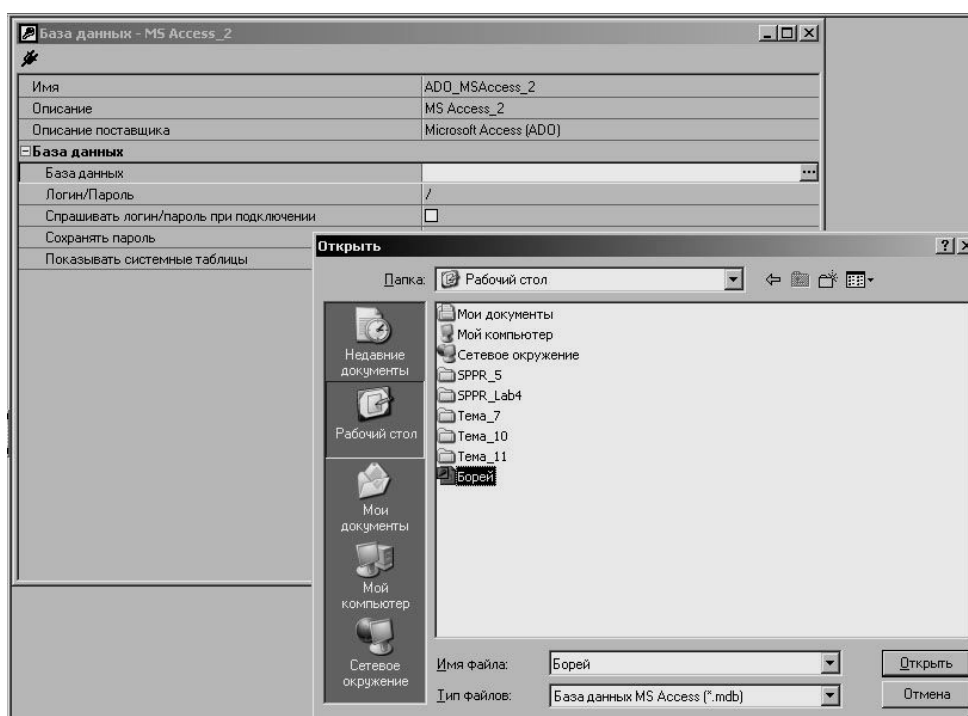 База данных - MS Access_2
Имя ADO_MSAccess_2
Описание MS Access_2
Описание поставщика Microsoft Access (ADO)
База данных
База данных ...
Логин/Пароль /
Спрашивать логин/пароль при подключении
Сохранять пароль
Показывать системные таблицы
Открыть
Папка: Рабочий стол
Недавние документы
Рабочий стол
Мои документы
Мой компьютер
Сетевое окружение
Мои документы
Мой компьютер
Сетевое окружение
SPPR_5
SPPR_Lab4
Тема_7
Тема_10
Тема_11
Борей
Имя файла: Борей Открыть
Тип файлов: База данных MS Access (*.mdb) Отмена